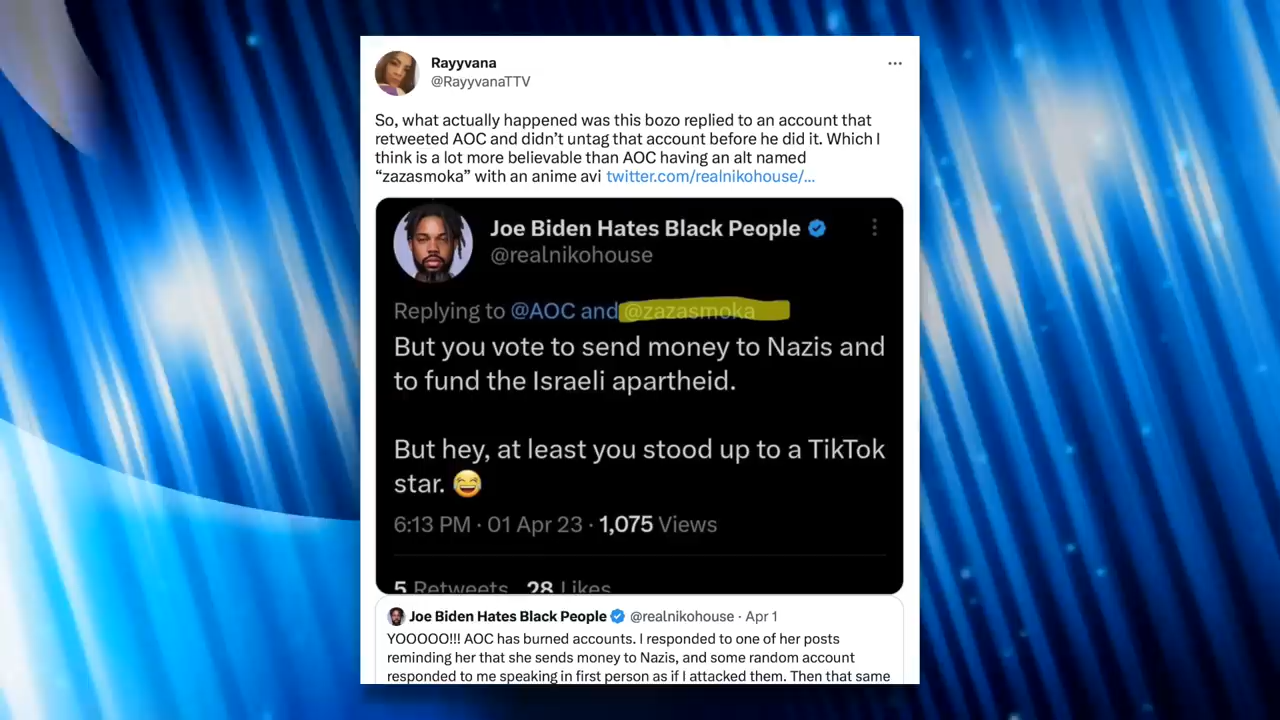 Rayyvana
@RayyvanaTTV
So, what actually happened was this bozo replied to an account that
retweeted AOC and didn’t untag that account before he did it. Which I
think is a lot more believable than AOC having an alt named
“zazasmoka” with an anime avi twitter.com/realnikohouse/...
Joe Biden Hates Black People
@realnikohouse
Replying to @AOC and @zazasmoka
But you vote to send money to Nazis and
to fund the Israeli apartheid.
But hey, at least you stood up to a TikTok
star. 😂
6:13 PM · 01 Apr 23 · 1,075 Views
5 Retweets 28 Likes
Joe Biden Hates Black People @realnikohouse · Apr 1
YOOOOO!!! AOC has burned accounts. I responded to one of her posts
reminding her that she sends money to Nazis, and some random account
responded to me speaking in first person as if I attacked them. Then that same